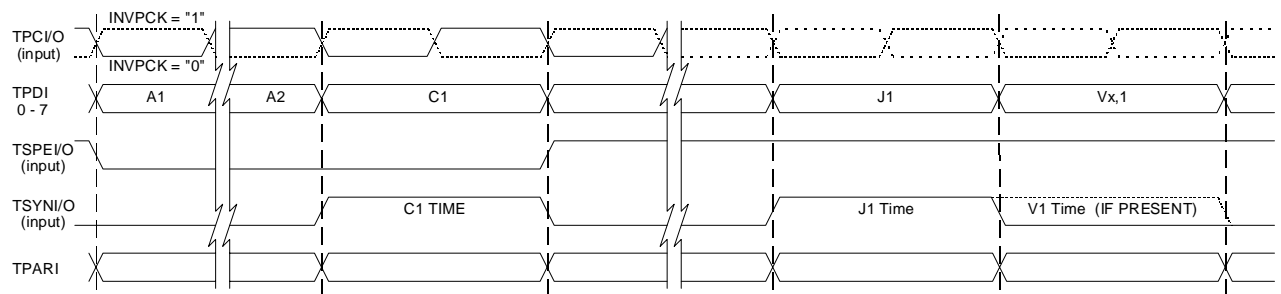 INVPCK = "1"
TPCI/O
(input)
INVPCK = "0"
TPDI
0 - 7
A1
A2
C1
J1
Vx,1
TSPEI/O
(input)
TSYNI/O
(input)
C1 TIME
J1 Time
V1 Time (IF PRESENT)
TPARI